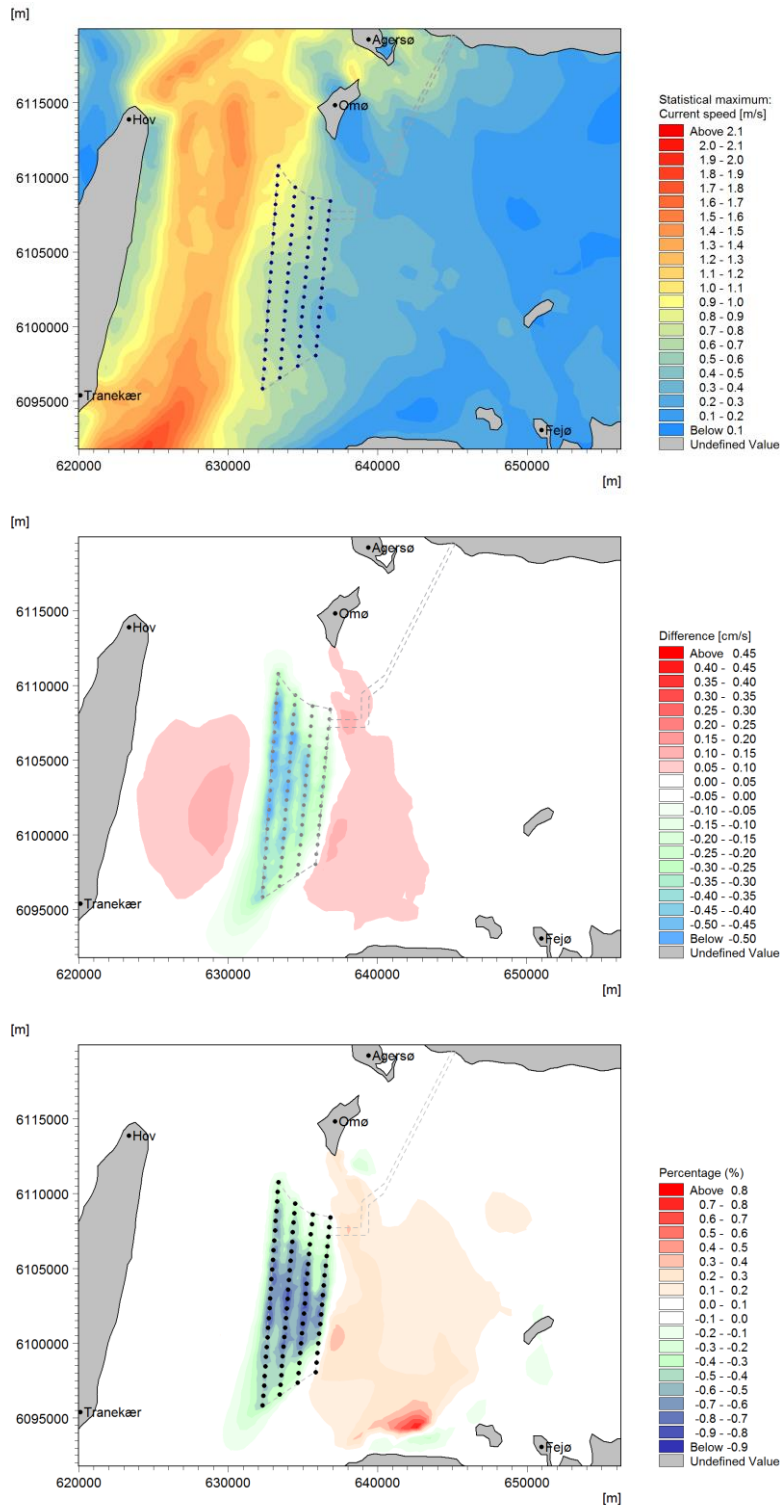 [m]
Agersø
6115000
Omø
Hov
6110000
6105000
6100000
6095000
Tranekær
Fejø
620000 630000 640000 650000
[m]
Statistical maximum:
Current speed [m/s]
Above 2.1
2.0 - 2.1
1.9 - 2.0
1.8 - 1.9
1.7 - 1.8
1.6 - 1.7
1.5 - 1.6
1.4 - 1.5
1.3 - 1.4
1.2 - 1.3
1.1 - 1.2
1.0 - 1.1
0.9 - 1.0
0.8 - 0.9
0.7 - 0.8
0.6 - 0.7
0.5 - 0.6
0.4 - 0.5
0.3 - 0.4
0.2 - 0.3
0.1 - 0.2
Below 0.1
Undefined Value
[m]
Agersø
6115000
Omø
Hov
6110000
6105000
6100000
6095000
Tranekær
Fejø
620000 630000 640000 650000
[m]
Difference [cm/s]
Above 0.45
0.40 - 0.45
0.35 - 0.40
0.30 - 0.35
0.25 - 0.30
0.20 - 0.25
0.15 - 0.20
0.10 - 0.15
0.05 - 0.10
0.00 - 0.05
-0.05 - 0.00
-0.10 - -0.05
-0.15 - -0.10
-0.20 - -0.15
-0.25 - -0.20
-0.30 - -0.25
-0.35 - -0.30
-0.40 - -0.35
-0.45 - -0.40
-0.50 - -0.45
Below -0.50
Undefined Value
[m]
Agersø
6115000
Omø
Hov
6110000
6105000
6100000
6095000
Tranekær
Fejø
620000 630000 640000 650000
[m]
Percentage (%)
Above 0.8
0.7 - 0.8
0.6 - 0.7
0.5 - 0.6
0.4 - 0.5
0.3 - 0.4
0.2 - 0.3
0.1 - 0.2
0.0 - 0.1
-0.1 - 0.0
-0.2 - -0.1
-0.3 - -0.2
-0.4 - -0.3
-0.5 - -0.4
-0.6 - -0.5
-0.7 - -0.6
-0.8 - -0.7
-0.9 - -0.8
Below -0.9
Undefined Value